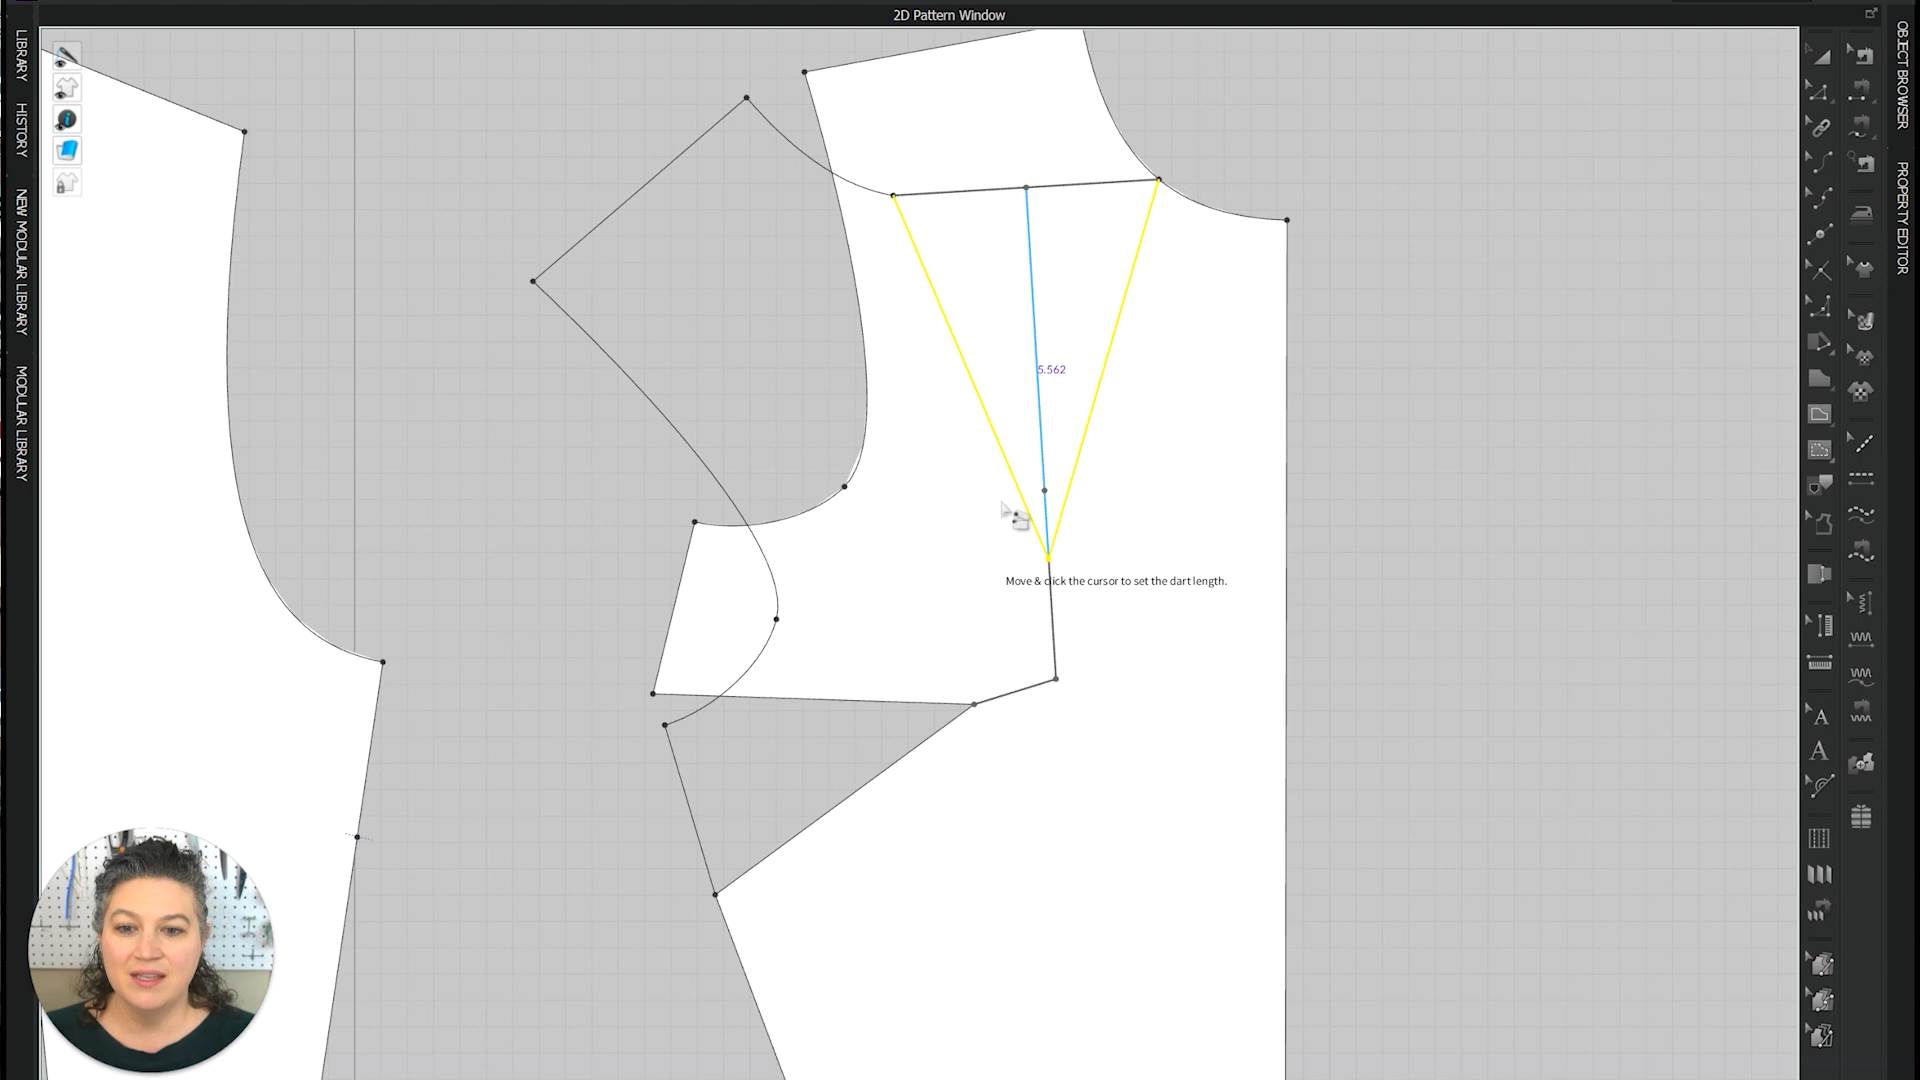 2D Pattern Window
LIBRARY
HISTORY
NEW MODULAR LIBRARY
MODULAR LIBRARY
5.562
Move & click the cursor to set the dart length.
A
A
OBJECT BROWSER
PROPERTY EDITOR